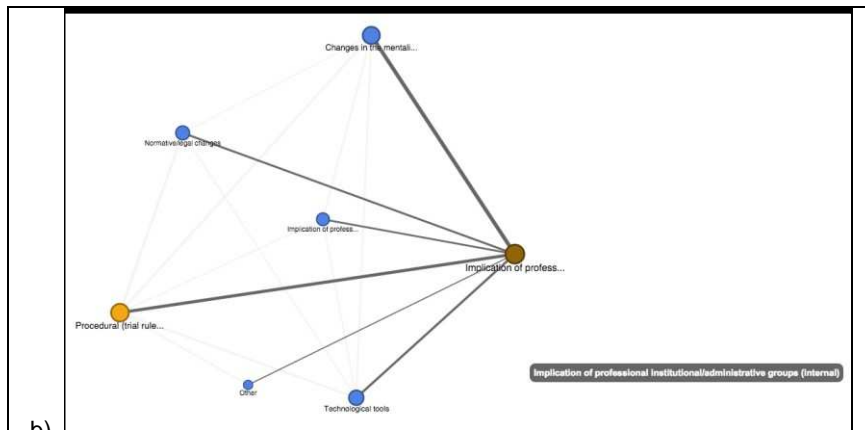 Changes in the mentali...
Normative/legal changes
Implication of profess...
Implication of profess...
Procedural (trial rule...
Implication of professional institutional/administrative groups (Internal)
Other
Technological tools
b)